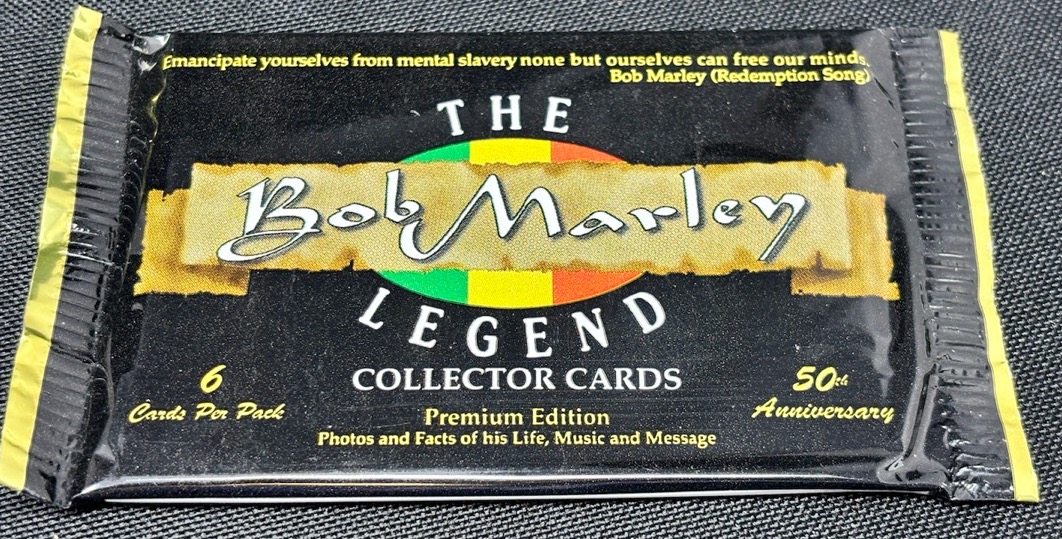 Emancipate yourselves from mental slavery none but ourselves can free our minds.
Bob Marley (Redemption Song)
THE
Bob Marley
LEGEND
COLLECTOR CARDS
6
Cards Per Pack
50th
Anniversary
Premium Edition
Photos and Facts of his Life, Music and Message